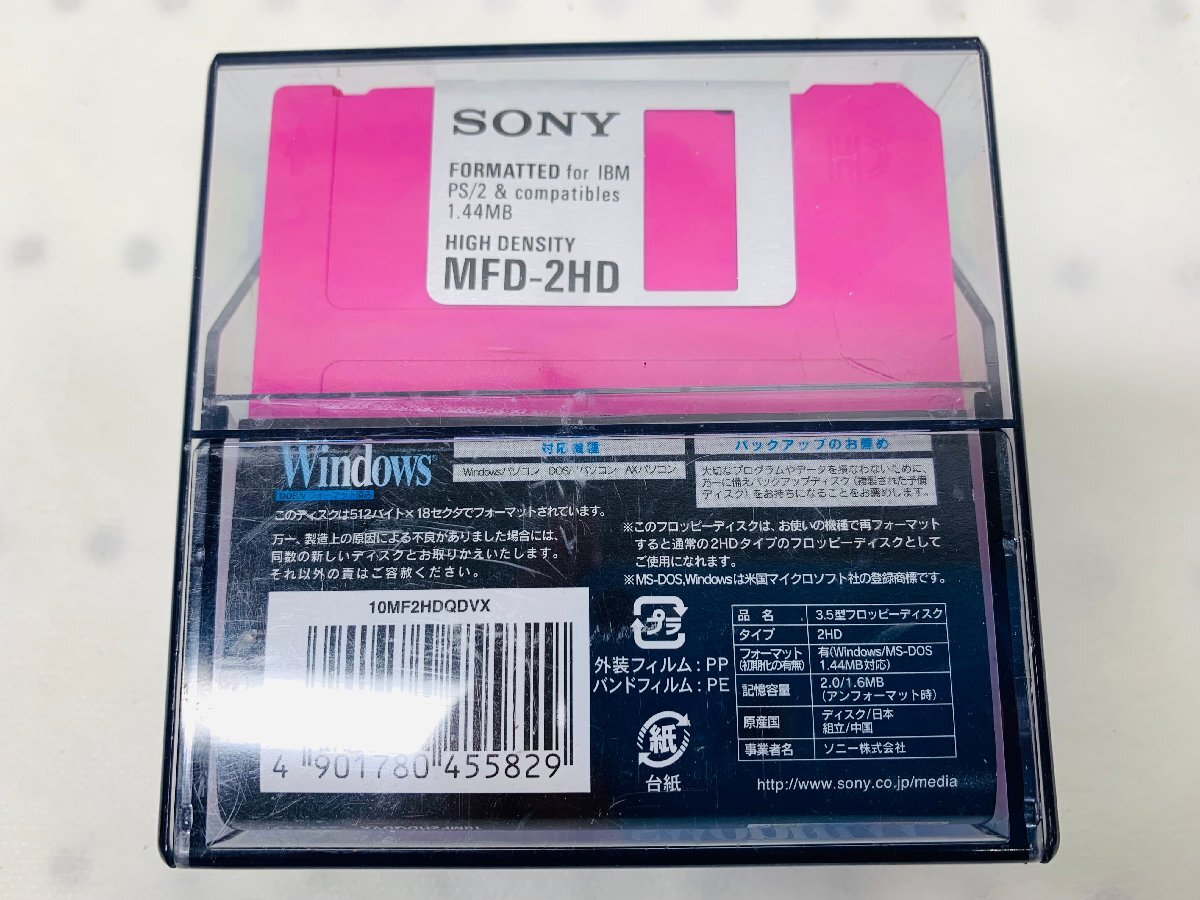 SONY
FORMATTED for IBM
PS/2 & compatibles
1.44MB
HIGH DENSITY
MFD-2HD
HD
Windows
DOS/Vフォーマット済み
対応機種
Windowsパソコン DOS/Vパソコン AXパソコン
バックアップのお薦め
大切なプログラムやデータを損なわないために、
万一に備えバックアップディスク（複製された予備
ディスク）をお持ちになることをお薦めします。
このディスクは512バイト×18セクタでフォーマットされています。
万一、製造上の原因による不良がありました場合には、
同数の新しいディスクとお取りかえいたします。
それ以外の責はご容赦ください。
※このフロッピーディスクは、お使いの機種で再フォーマット
すると通常の2HDタイプのフロッピーディスクとして
ご使用になれます。
※MS-DOS,Windowsは米国マイクロソフト社の登録商標です。
10MF2HDQDVX
4 901780 455829
プラ
外装フィルム：PP
バンドフィルム：PE
紙
台紙
品名 3.5型フロッピーディスク
タイプ 2HD
フォーマット
(初期化の有無)
有(Windows/MS-DOS
1.44MB対応)
記憶容量
2.0/1.6MB
(アンフォーマット時)
原産国
ディスク/日本
組立/中国
事業者名 ソニー株式会社
http://www.sony.co.jp/media
10MF2HDQDVX